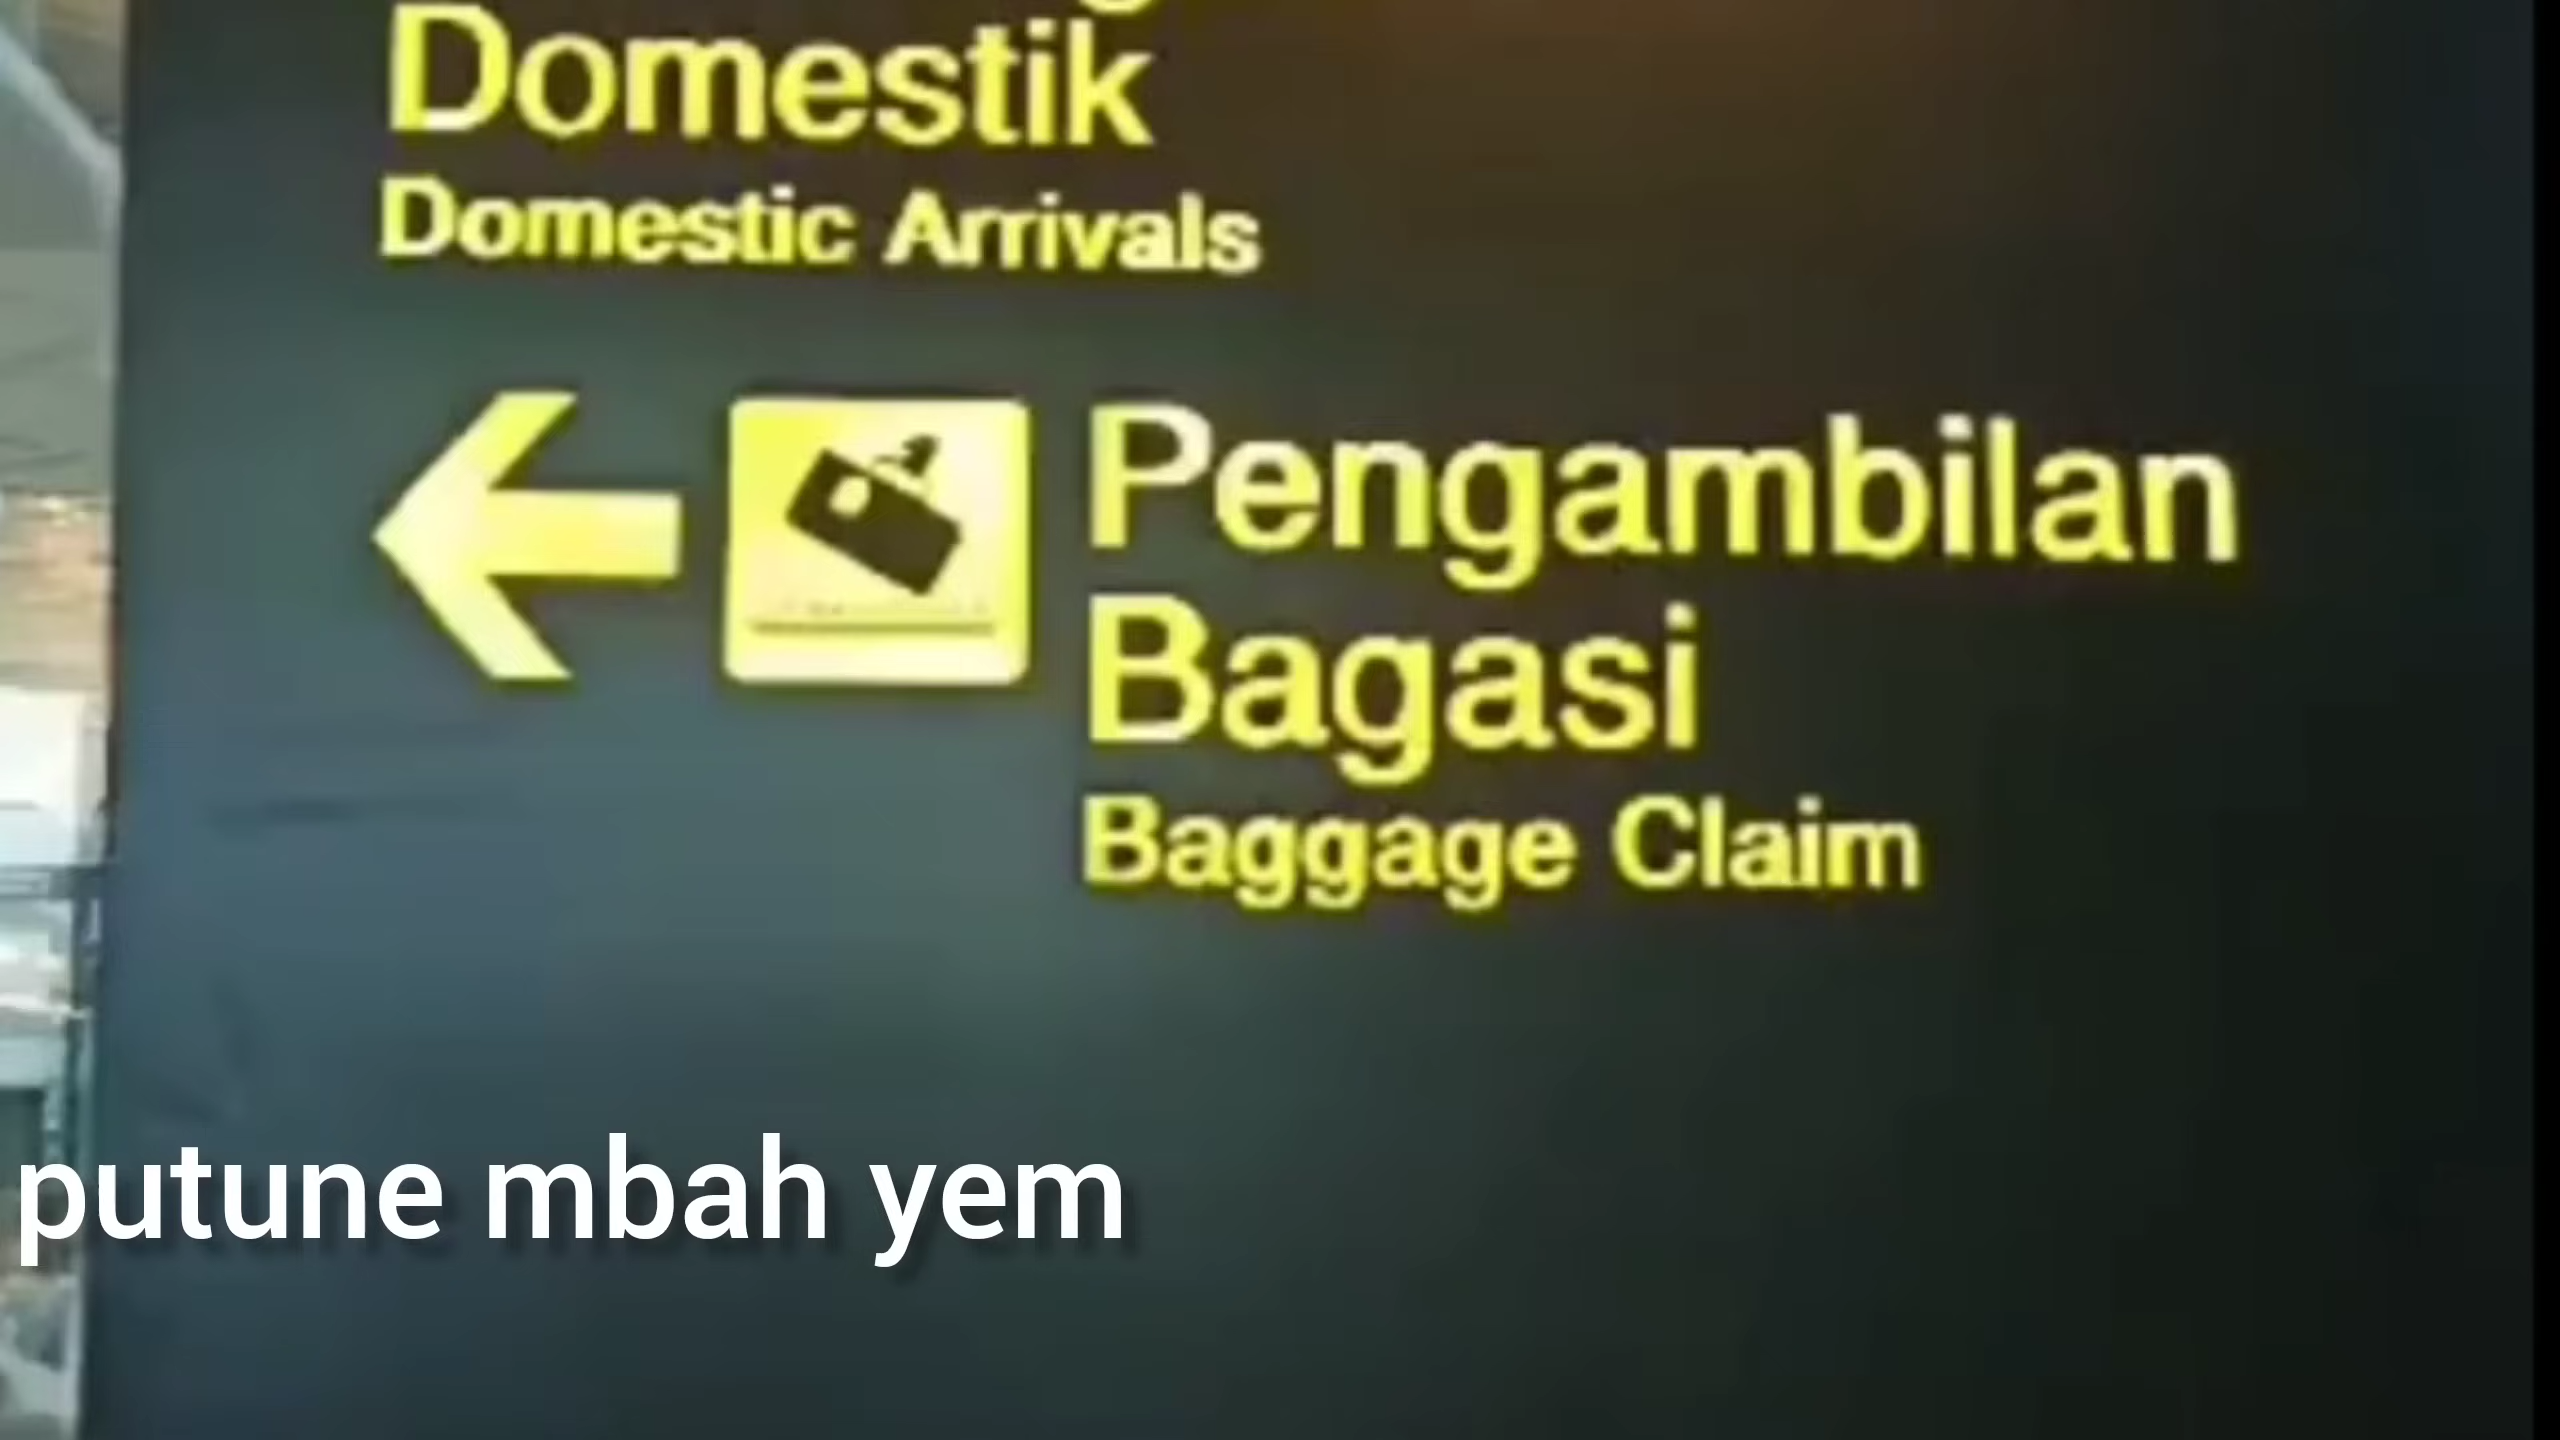 Domestik
Domestic Arrivals
Pengambilan
Bagasi
Baggage Claim
putune mbah yem